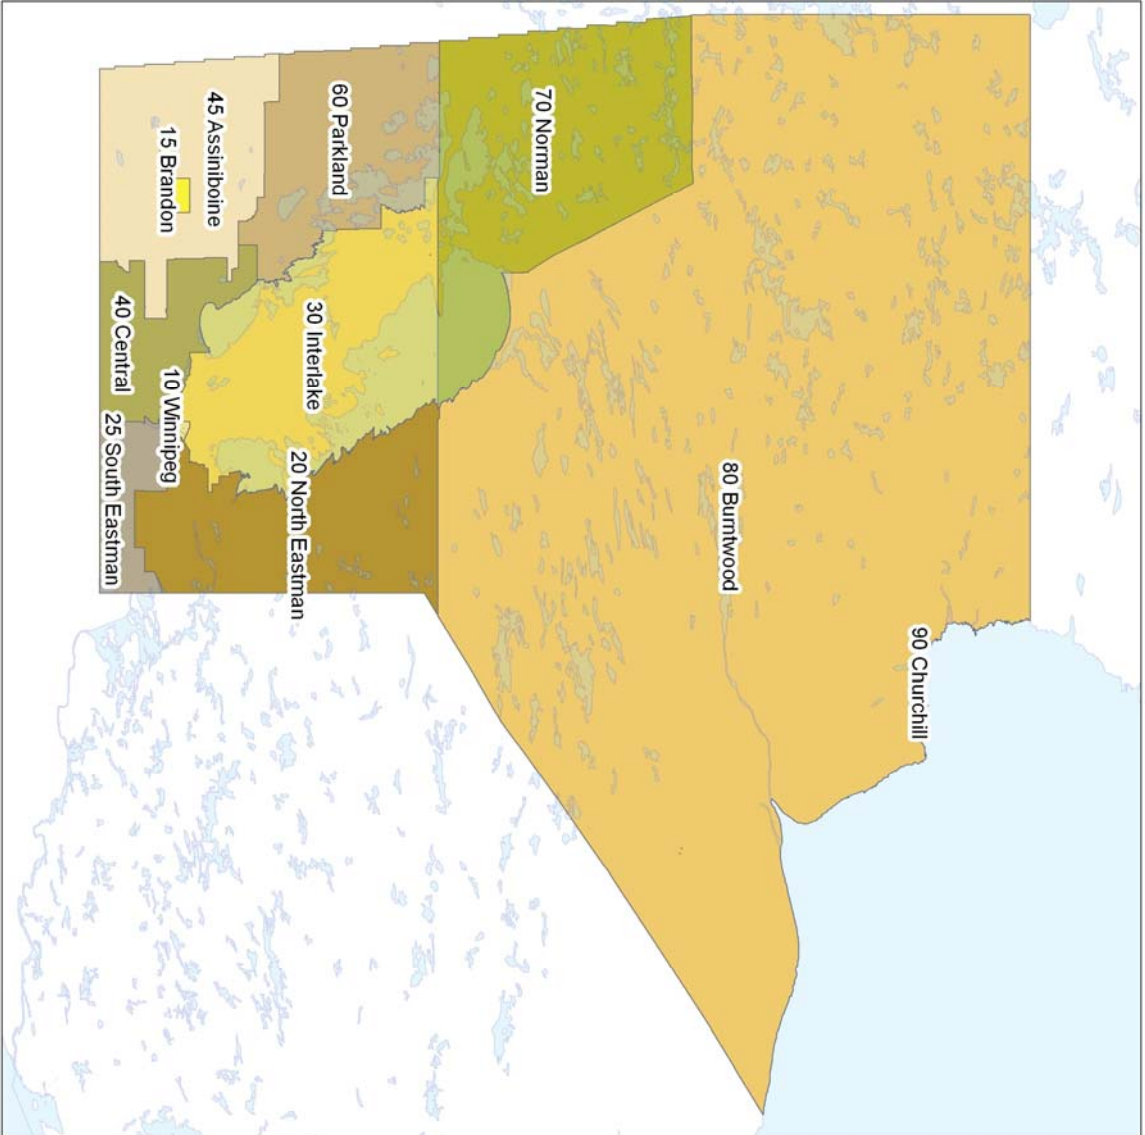 90 Churchill
80 Burntwood
70 Norman
60 Parkland
30 Interlake
20 North Eastman
45 Assiniboine
15 Brandon
10 Winnipeg
40 Central
25 South Eastman